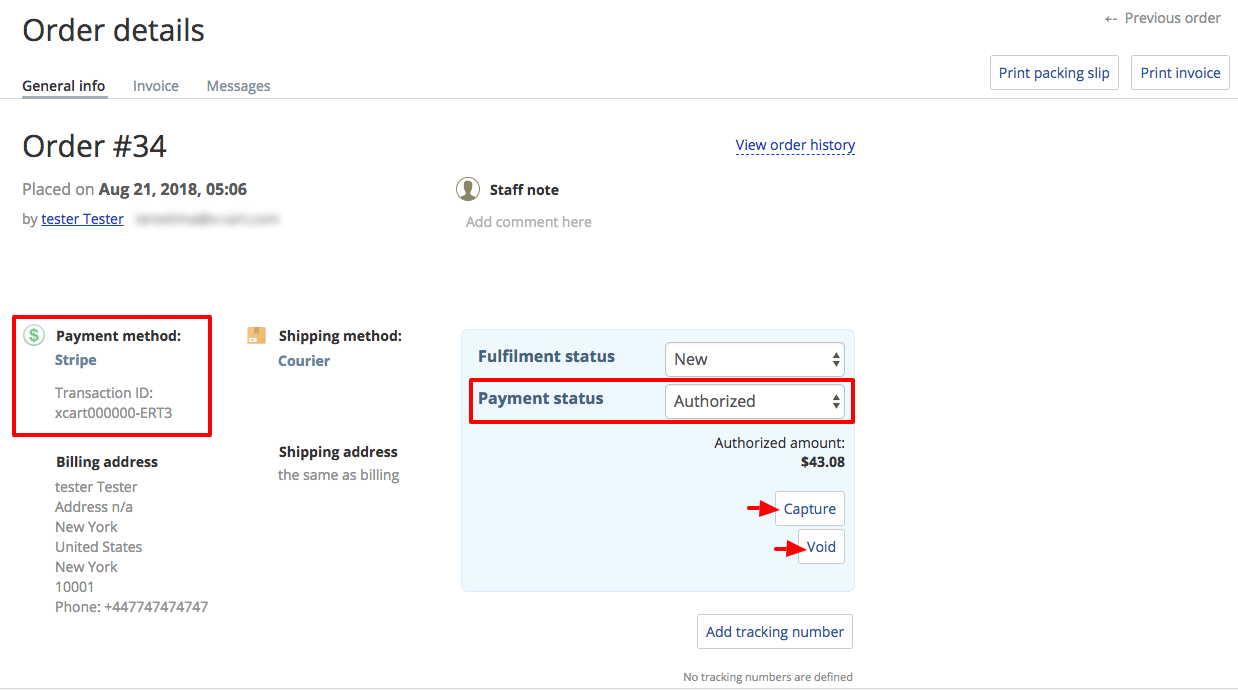 Order details
← Previous order
General info
Invoice
Messages
Print packing slip
Print invoice
Order #34
View order history
Placed on Aug 21, 2018, 05:06
by tester Tester
Staff note
Add comment here
$
Payment method:
Stripe
Transaction ID:
xcart000000-ERT3
Shipping method:
Courier
Fulfilment status
New
Payment status
Authorized
Authorized amount:
$43.08
Capture
Void
Billing address
tester Tester
Address n/a
New York
United States
New York
10001
Phone: +447747474747
Shipping address
the same as billing
Add tracking number
No tracking numbers are defined